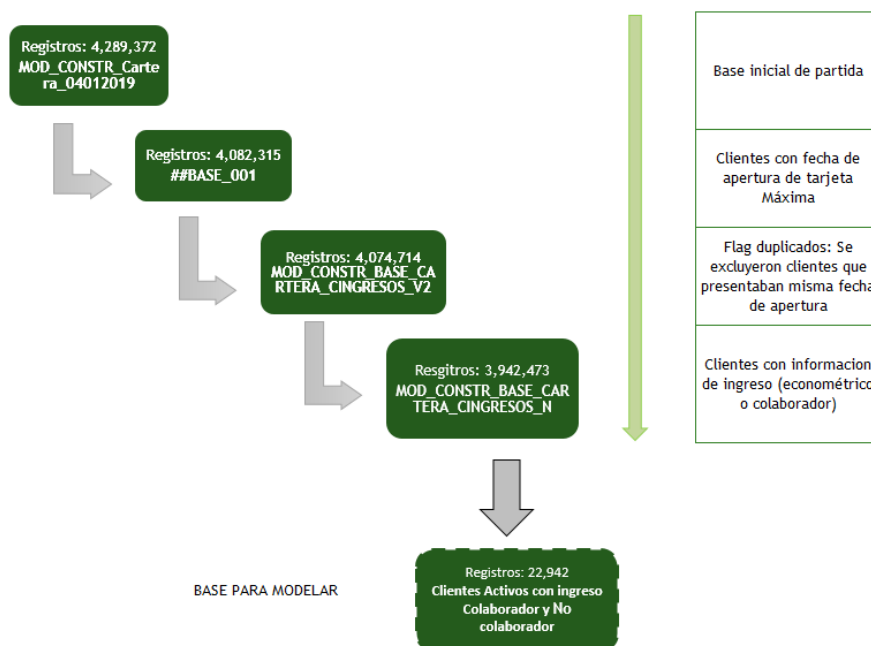 Registros: 4,289,372
MOD_CONSTR_Carte
ra_04012019
Base inicial de partida
Registros: 4,082,315
##BASE_001
Clientes con fecha de
apertura de tarjeta
Máxima
Registros: 4,074,714
MOD_CONSTR_BASE_CA
RTERA_CINGRESOS_V2
Flag duplicados: Se
excluyeron clientes que
presentaban misma fecha
de apertura
Resgitros: 3,942,473
MOD_CONSTR_BASE_CAR
TERA_CINGRESOS_N
Clientes con informacion
de ingreso (econométrico
o colaborador)
BASE PARA MODELAR
Registros: 22,942
Clientes Activos con ingreso
Colaborador y No
colaborador